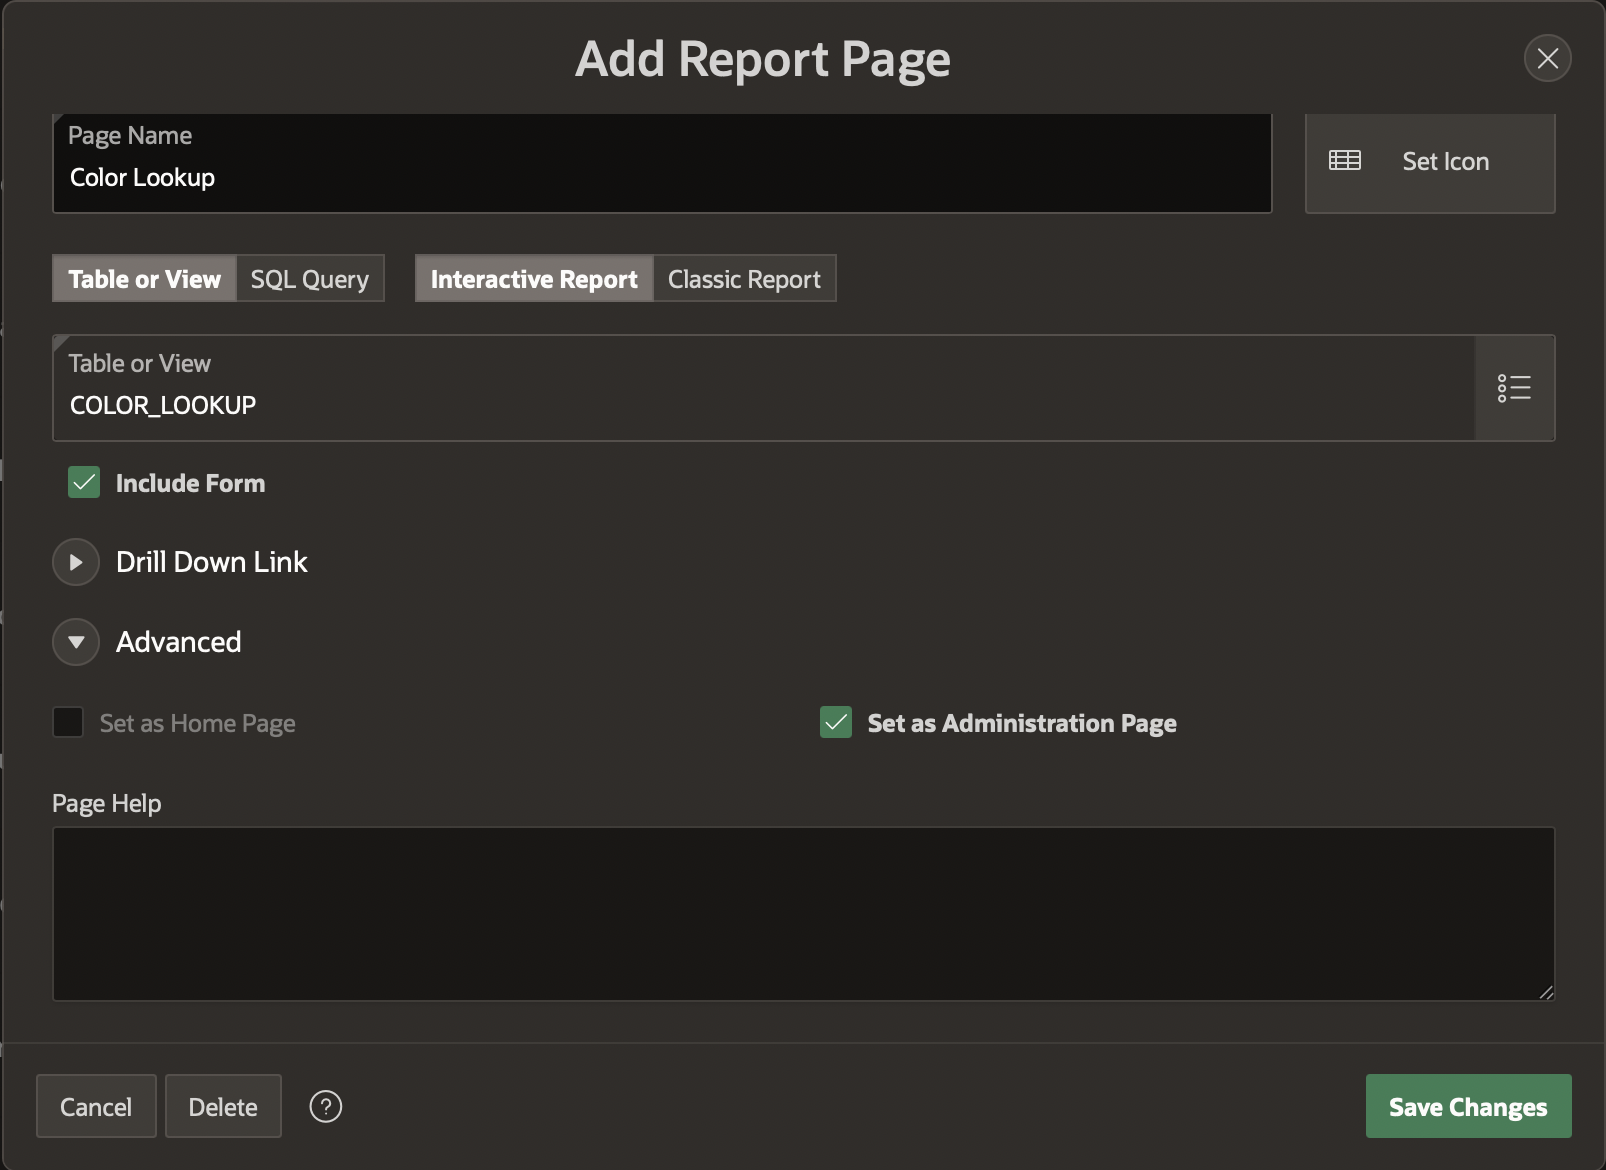 Add Report Page
Page Name
Color Lookup
Set Icon
Table or View SQL Query Interactive Report Classic Report
Table or View
COLOR_LOOKUP
Include Form
Drill Down Link
Advanced
Set as Home Page Set as Administration Page
Page Help
Cancel Delete ? Save Changes